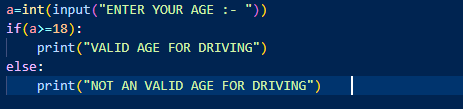 a=int(input("ENTER YOUR AGE :- "))
if(a>=18):
    print("VALID AGE FOR DRIVING")
else:
    print("NOT AN VALID AGE FOR DRIVING")